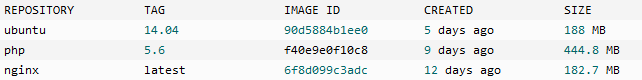 REPOSITORY TAG IMAGE ID CREATED SIZE
ubuntu 14.04 90d5884b1ee0 5 days ago 188 MB
php 5.6 f40e9e0f10c8 9 days ago 444.8 MB
nginx latest 6f8d099c3adc 12 days ago 182.7 MB